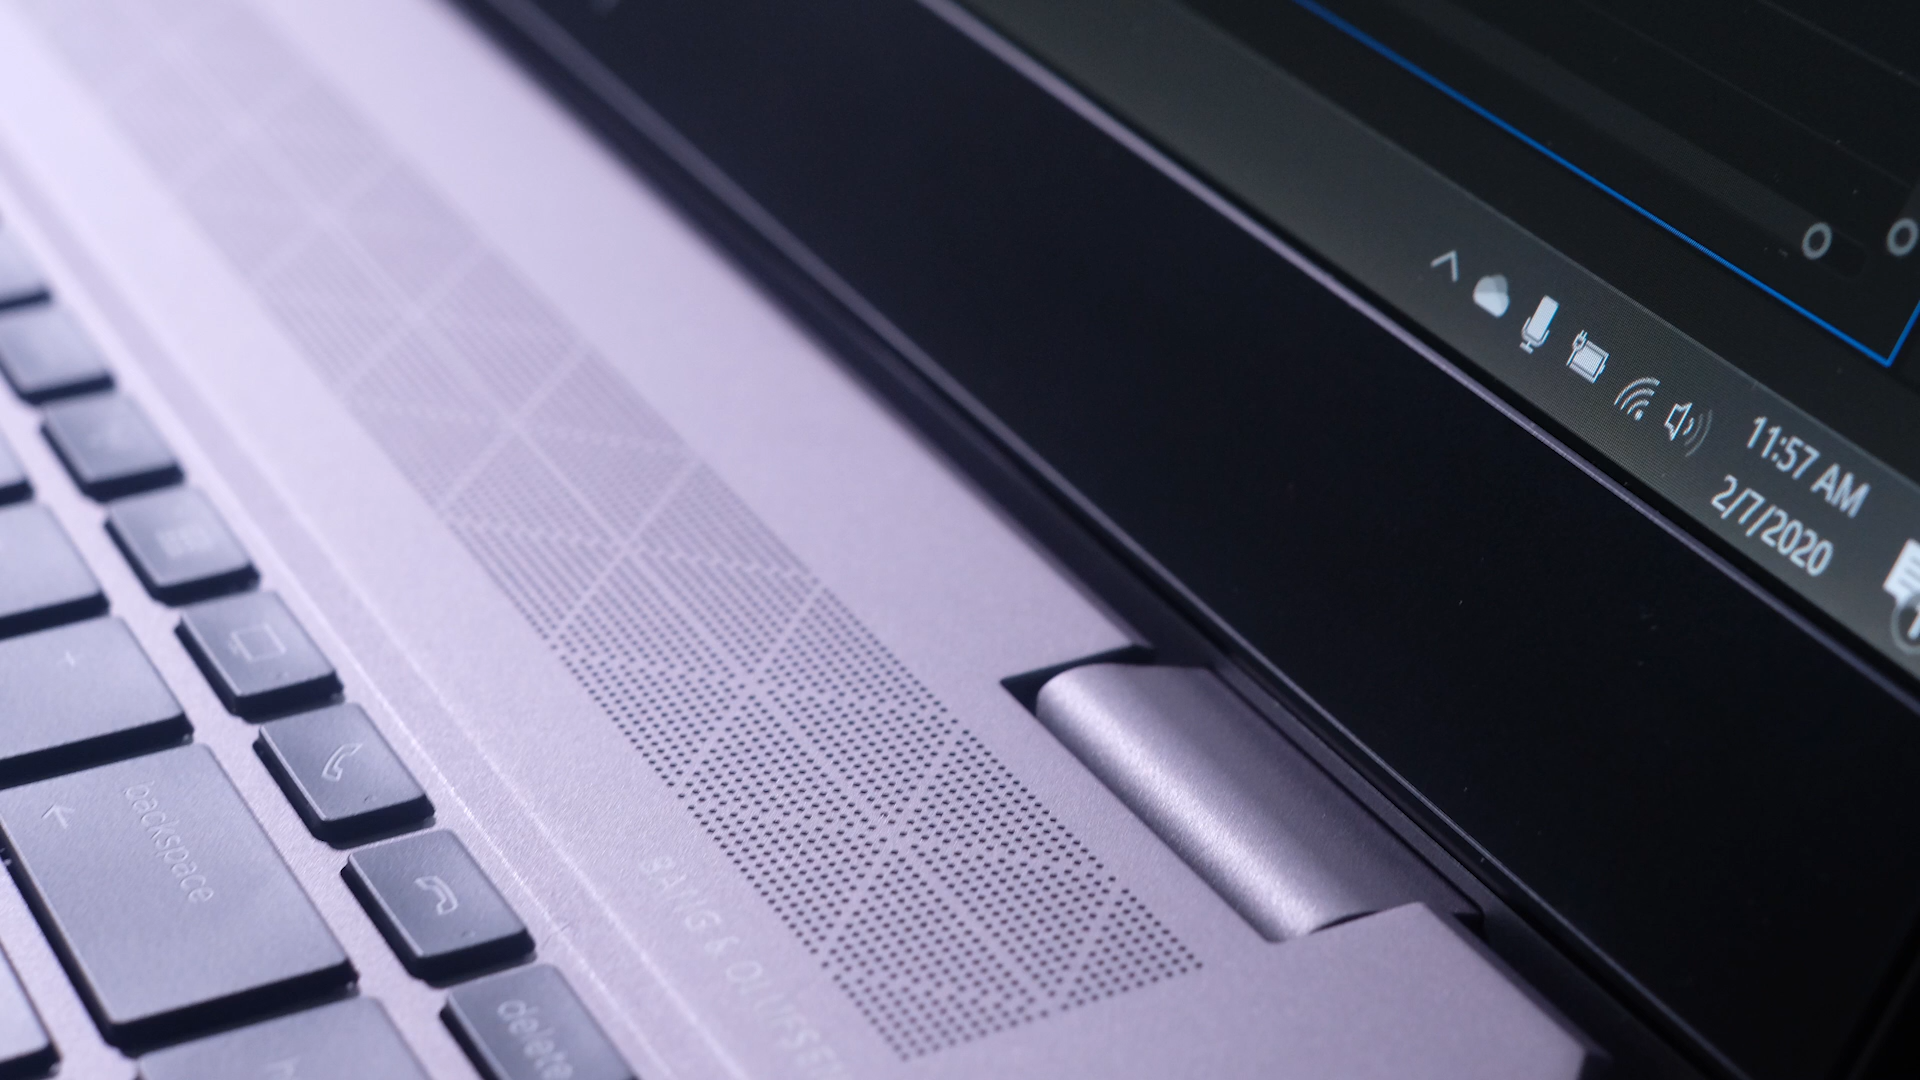 11:57 AM
2/7/2020
backspace
BANG & OLUFSEN
delete